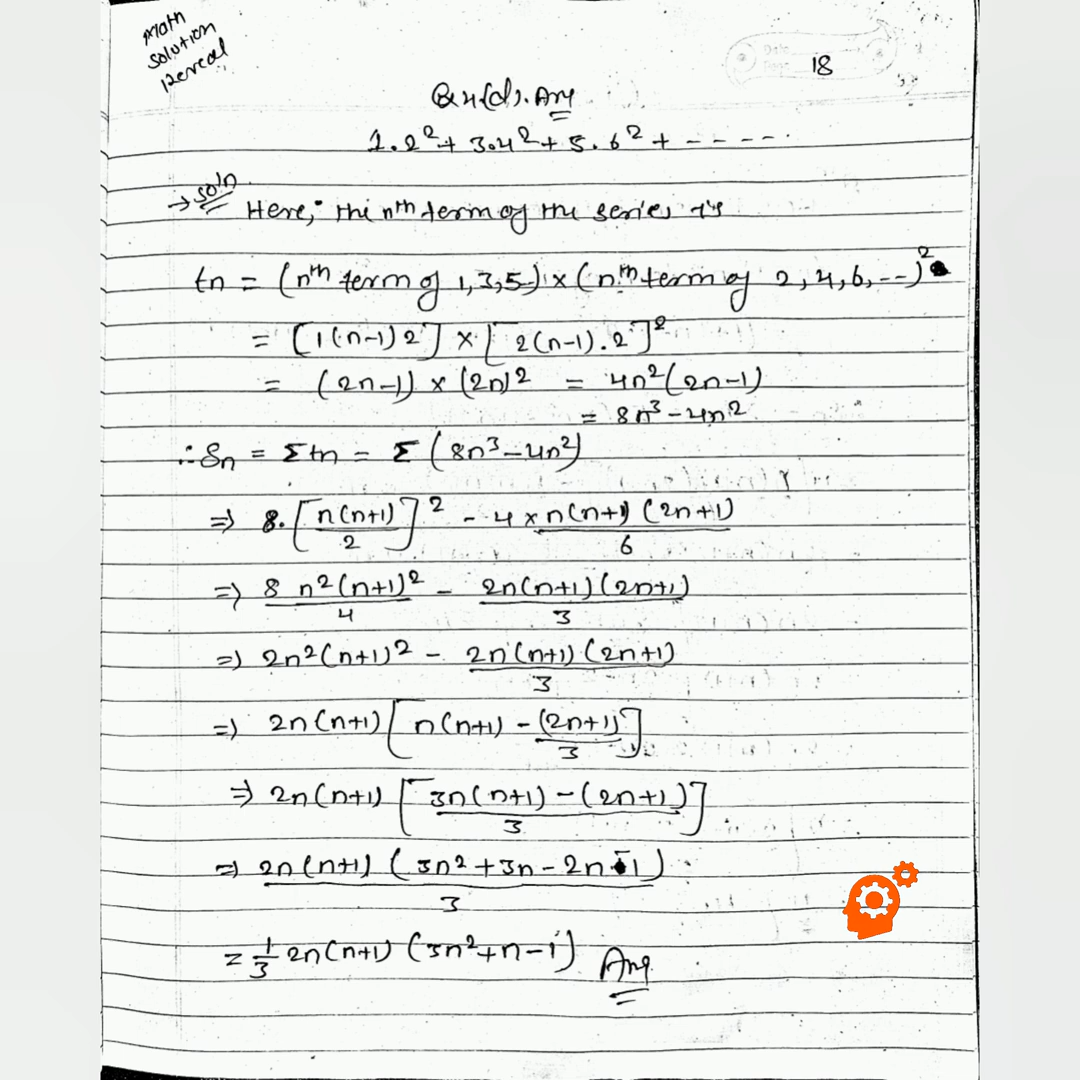 Math
solution
Reveal
18
Q.4(d). Ans
1.2²+ 3.4²+ 5.6² + - - - - - .
→ soln
Here, the nth term of the series is
tn = (nth term of 1,3,5-) × (nth term of 2,4,6,--)²
= [1(n-1)2] × [2(n-1).2]²
= (2n-1) × (2n)² = 4n²(2n-1)
= 8n³-4n²
∴ Sn = Σtn = Σ (8n³-4n²)
⇒ 8.[n(n+1)/2]² - 4×n(n+1)(2n+1)/6
⇒ 8 n²(n+1)²/4 - 2n(n+1)(2n+1)/3
⇒ 2n²(n+1)² - 2n(n+1)(2n+1)/3
⇒ 2n(n+1)[n(n+1) - (2n+1)/3]
⇒ 2n(n+1)[3n(n+1)-(2n+1)/3]
⇒ 2n(n+1)(3n²+3n-2n-1)/3
= 1/3 2n(n+1)(3n²+n-1) Ans